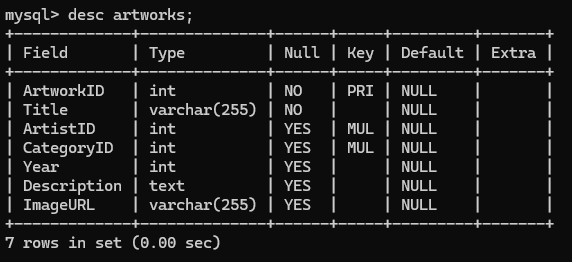 mysql> desc artworks;
+-------------+--------------+------+-----+---------+-------+
| Field       | Type         | Null | Key | Default | Extra |
+-------------+--------------+------+-----+---------+-------+
| ArtworkID   | int          | NO   | PRI | NULL    |       |
| Title       | varchar(255) | NO   |     | NULL    |       |
| ArtistID    | int          | YES  | MUL | NULL    |       |
| CategoryID  | int          | YES  | MUL | NULL    |       |
| Year        | int          | YES  |     | NULL    |       |
| Description | text         | YES  |     | NULL    |       |
| ImageURL    | varchar(255) | YES  |     | NULL    |       |
+-------------+--------------+------+-----+---------+-------+
7 rows in set (0.00 sec)